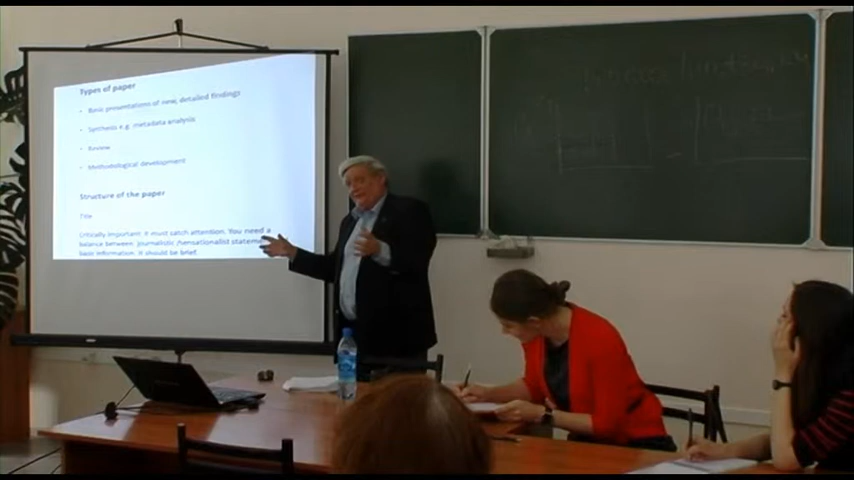 Types of paper
• Basic presentations of new, detailed findings
• Synthesis e.g. metadata analysis
• Review
• Methodological development
Structure of the paper
Title
Critically important. It must catch attention. You need a
balance between journalistic /sensationalist
basic information. It should be brief.